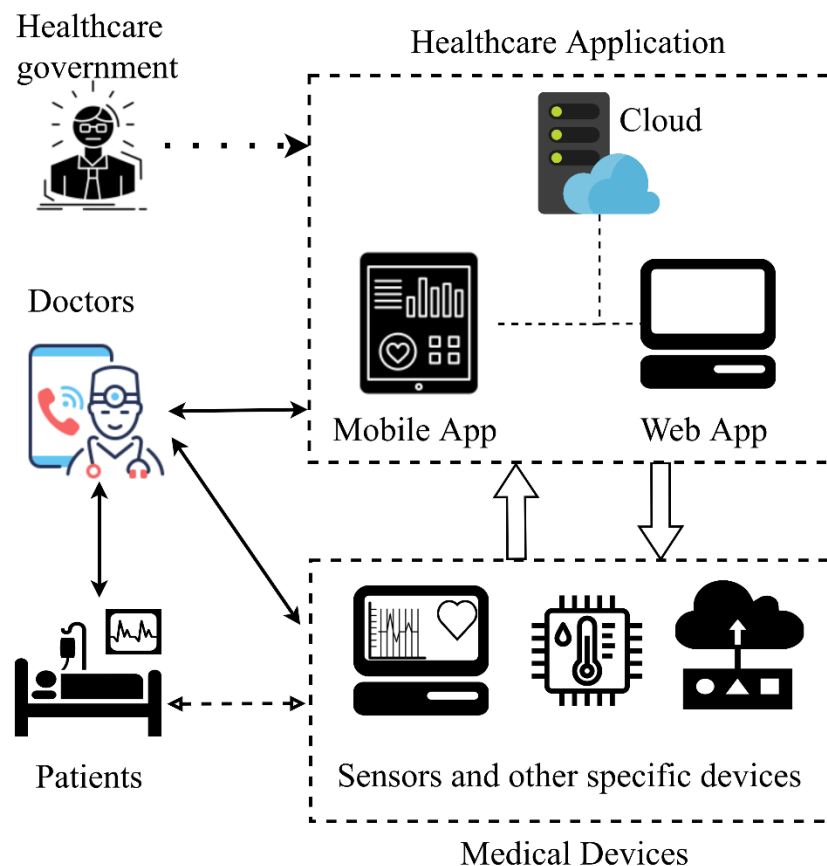 Healthcare
government
Healthcare Application
Cloud
Doctors
Mobile App
Web App
Patients
Sensors and other specific devices
Medical Devices